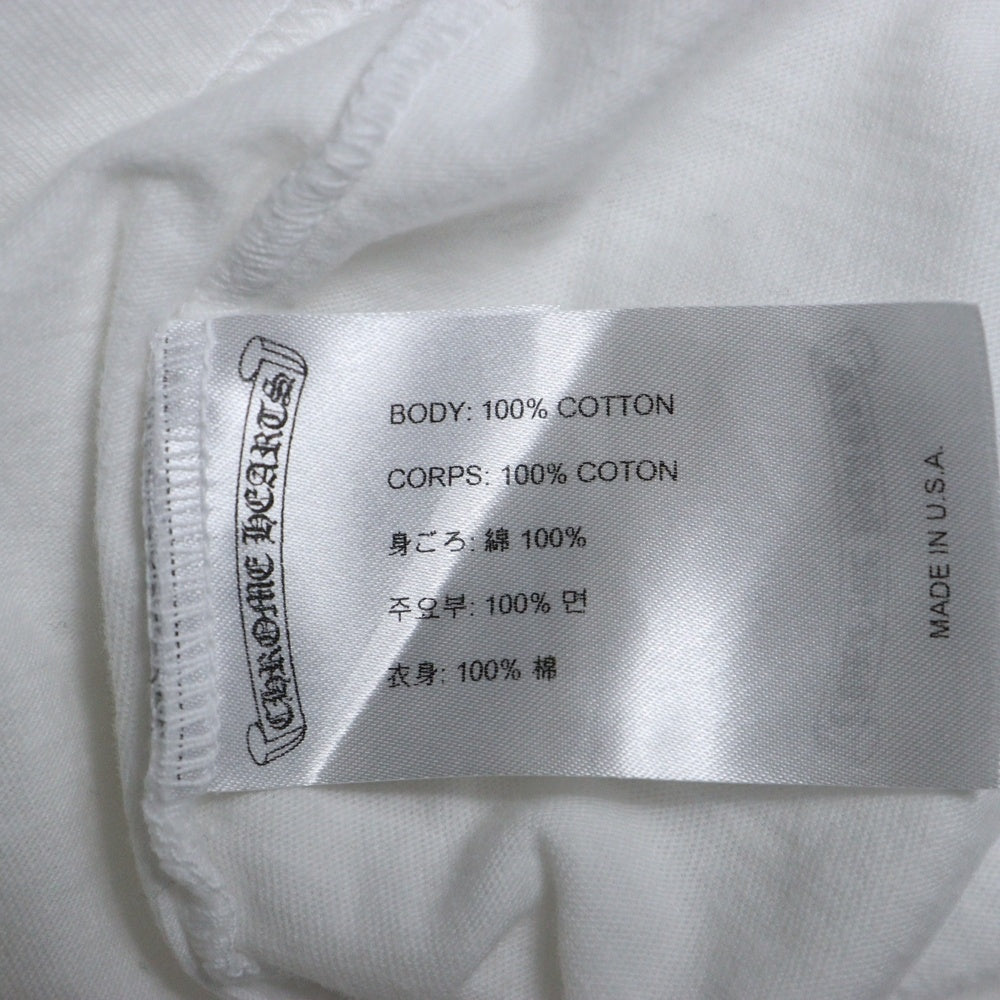 CHROME HEARTS
BODY: 100% COTTON
CORPS: 100% COTON
身ごろ: 綿 100%
주요부: 100% 면
衣身: 100% 棉
MADE IN U.S.A.